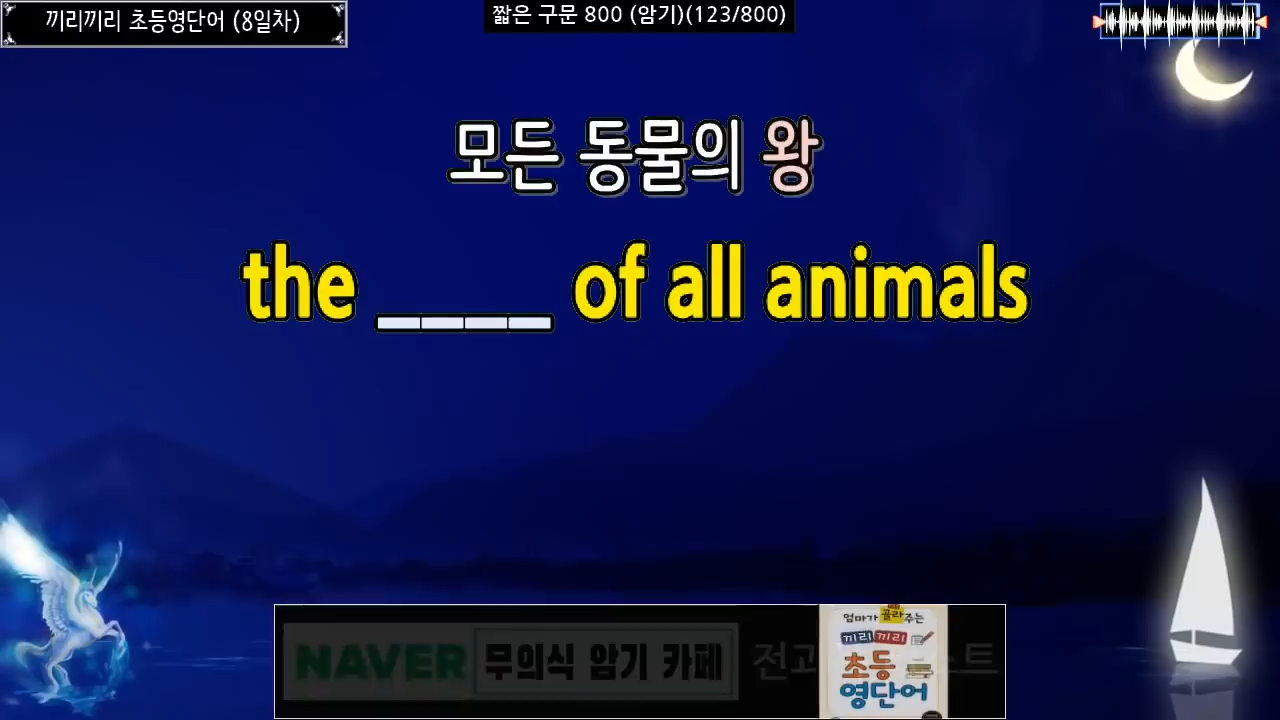 끼리끼리 초등영단어 (8일차)
짧은 구문 800 (암기)(123/800)
모든 동물의 왕
the ____ of all animals
NAVER 무의식 암기 카페
엄마가 골라주는
끼리끼리
초등
영단어